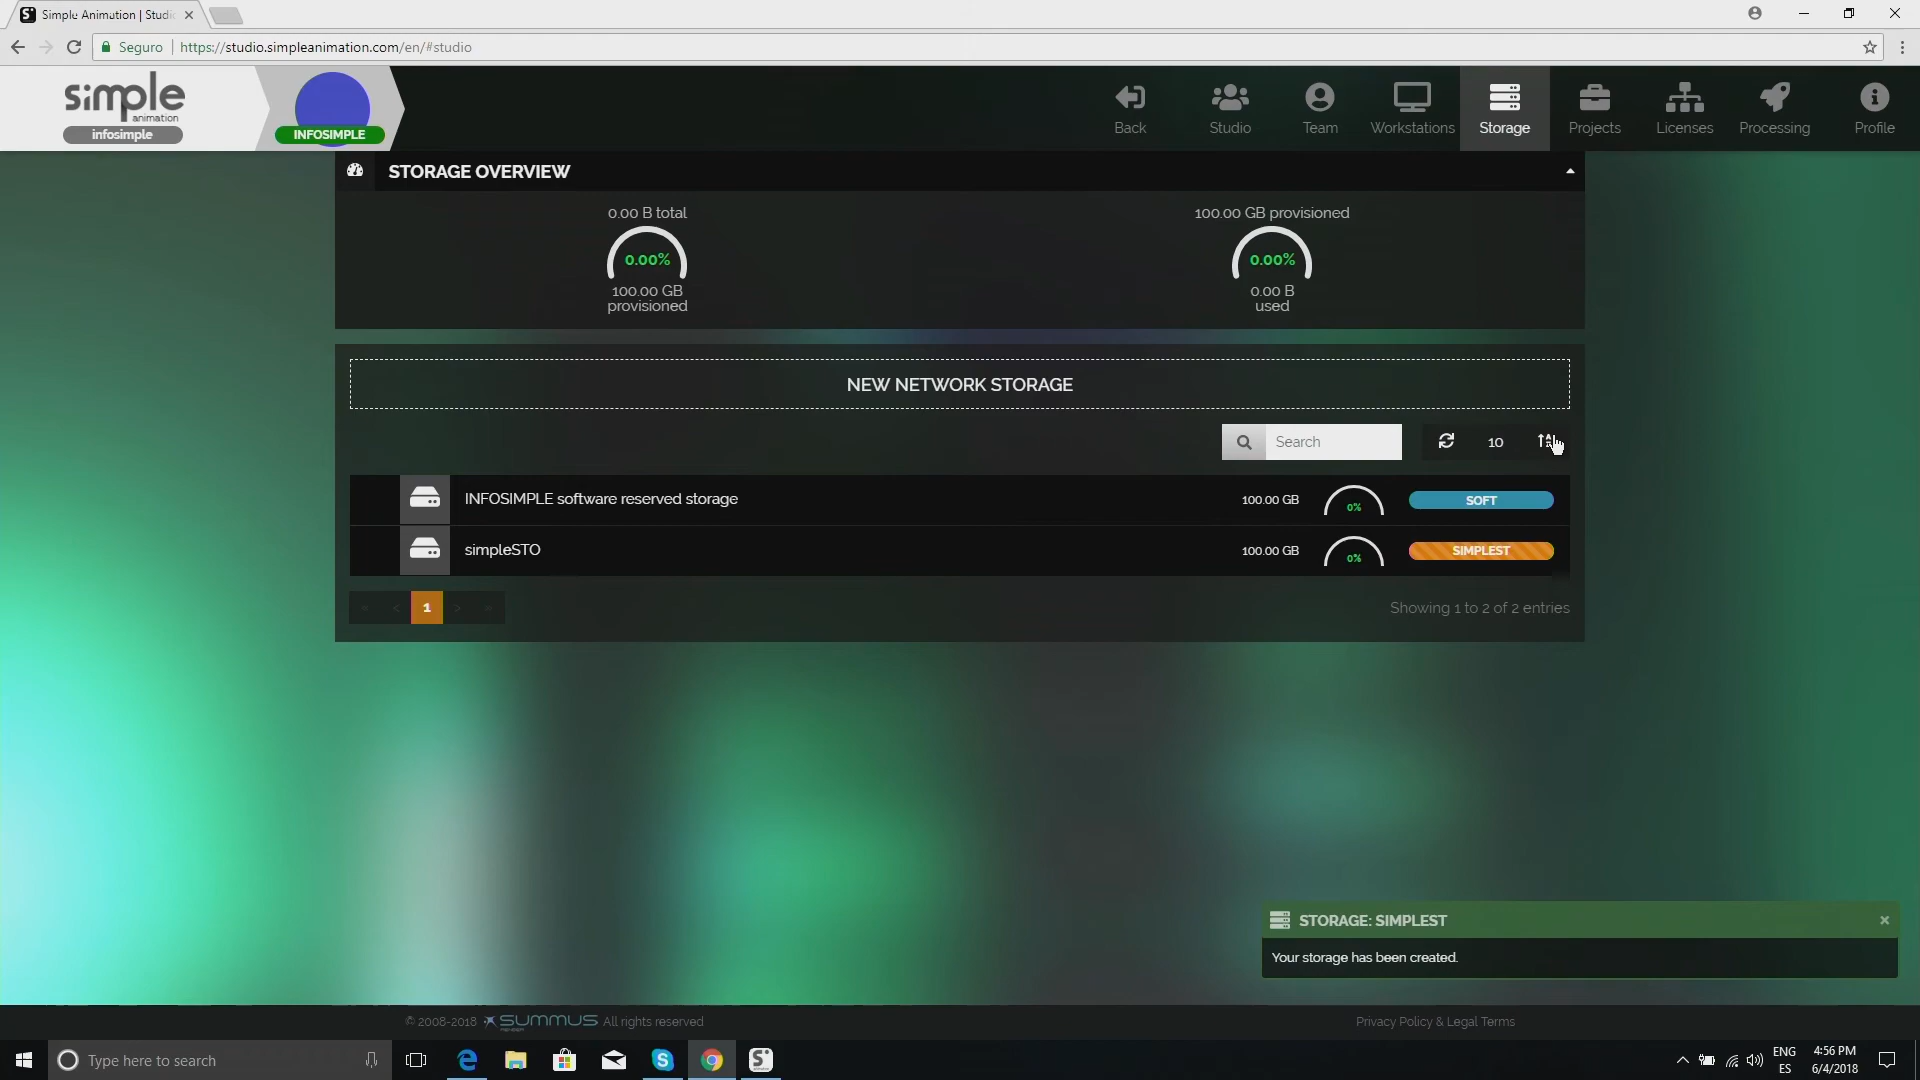 Simple Animation | Studi
Seguro
https://studio.simpleanimation.com/en/#studio
simple
animation
infosimple
INFOSIMPLE
Back
Studio
Team
Workstations
Storage
Projects
Licenses
Processing
Profile
STORAGE OVERVIEW
0.00 B total
0.00%
100.00 GB
provisioned
100.00 GB provisioned
0.00%
0.00 B
used
NEW NETWORK STORAGE
Search
10
INFOSIMPLE software reserved storage
100.00 GB
0%
SOFT
simpleSTO
100.00 GB
0%
SIMPLEST
« < 1 > »
Showing 1 to 2 of 2 entries
STORAGE: SIMPLEST
×
Your storage has been created.
© 2008-2018 SUMMUS All rights reserved
Privacy Policy & Legal Terms
Type here to search
ENG
ES
4:56 PM
6/4/2018